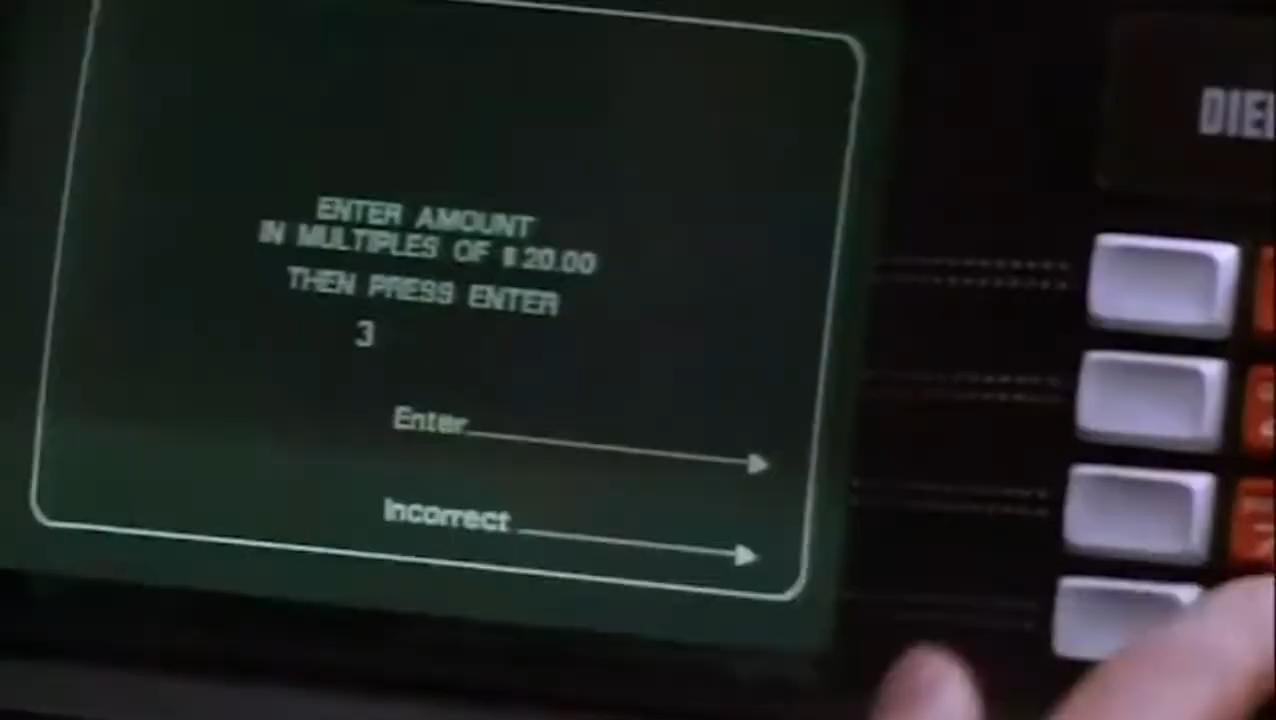 ENTER AMOUNT
IN MULTIPLES OF $20.00
THEN PRESS ENTER
3
Enter
Incorrect